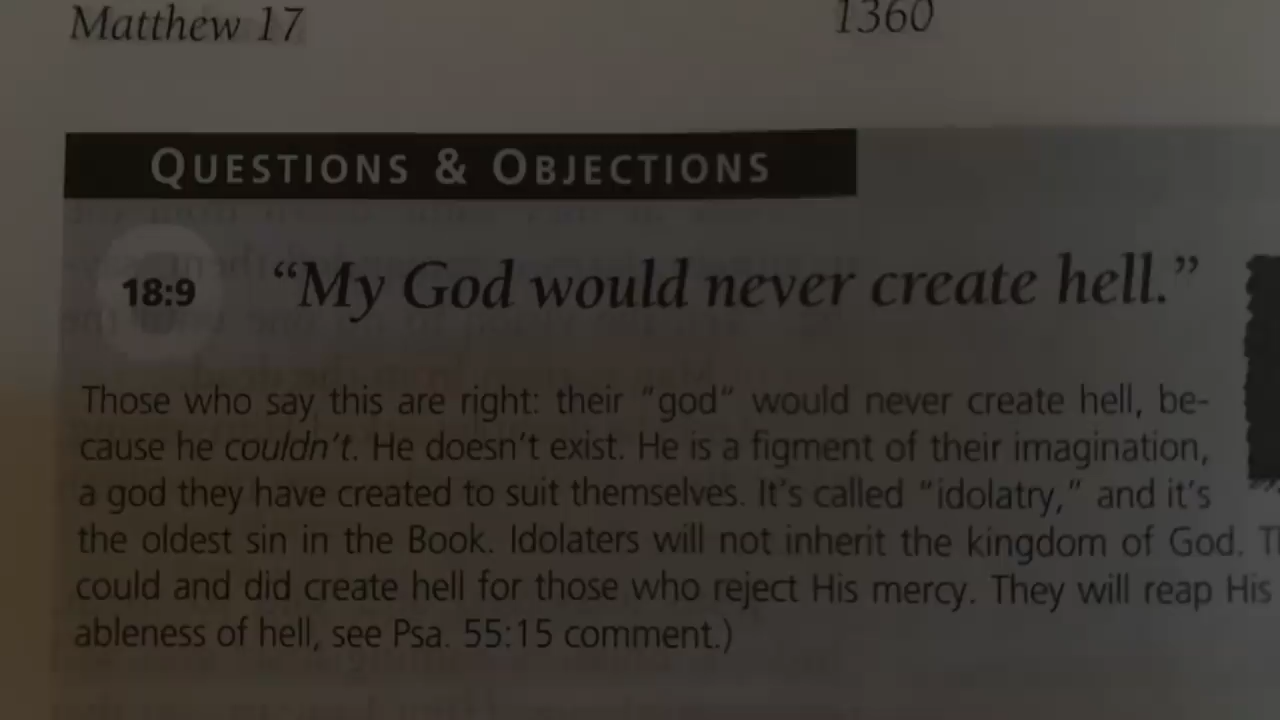 Matthew 17 1360
QUESTIONS & OBJECTIONS
18:9 “My God would never create hell.”
Those who say this are right: their “god” would never create hell, be-
cause he couldn’t. He doesn’t exist. He is a figment of their imagination,
a god they have created to suit themselves. It’s called “idolatry,” and it’s
the oldest sin in the Book. Idolaters will not inherit the kingdom of God.
could and did create hell for those who reject His mercy. They will reap His
ableness of hell, see Psa. 55:15 comment.)